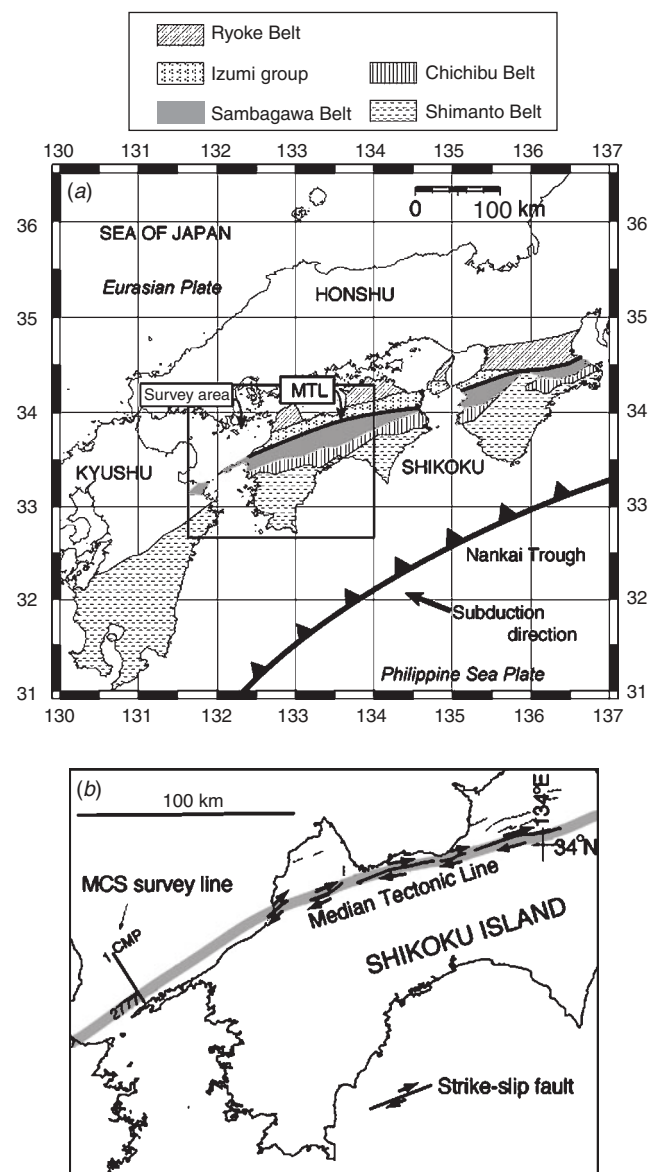 Ryoke Belt
Izumi group
Chichibu Belt
Sambagawa Belt
Shimanto Belt
130 131 132 133 134 135 136 137
(a)
0 100 km
36
36
SEA OF JAPAN
Eurasian Plate
HONSHU
35
35
Survey area
MTL
34
34
KYUSHU
SHIKOKU
33
33
Nankai Trough
32
32
Subduction
direction
Philippine Sea Plate
31
31
130 131 132 133 134 135 136 137
(b)
100 km
134°E
34°N
MCS survey line
Median Tectonic Line
1 CMP
SHIKOKU ISLAND
2777
Strike-slip fault